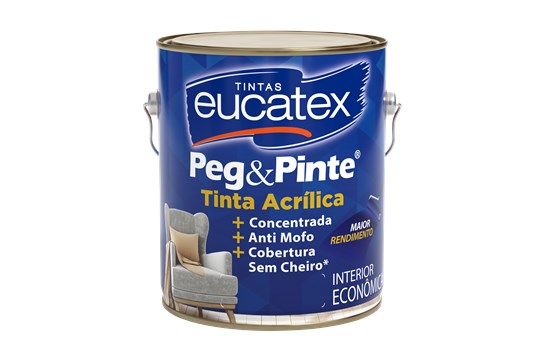 TINTAS
eucatex
Peg&Pinte®
Tinta Acrílica
+ Concentrada
+ Anti Mofo
+ Cobertura
Sem Cheiro*
MAIOR
RENDIMENTO
INTERIOR
ECONÔMIC